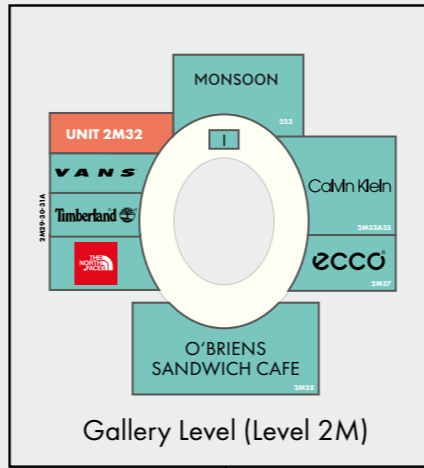 MONSOON
233
UNIT 2M32
VANS
Timberland
2M29-30-31A
THE
NORTH
FACE
I
Calvin Klein
2M33A35
ecco
2M37
O‘BRIENS
SANDWICH CAFE
2M28
Gallery Level (Level 2M)